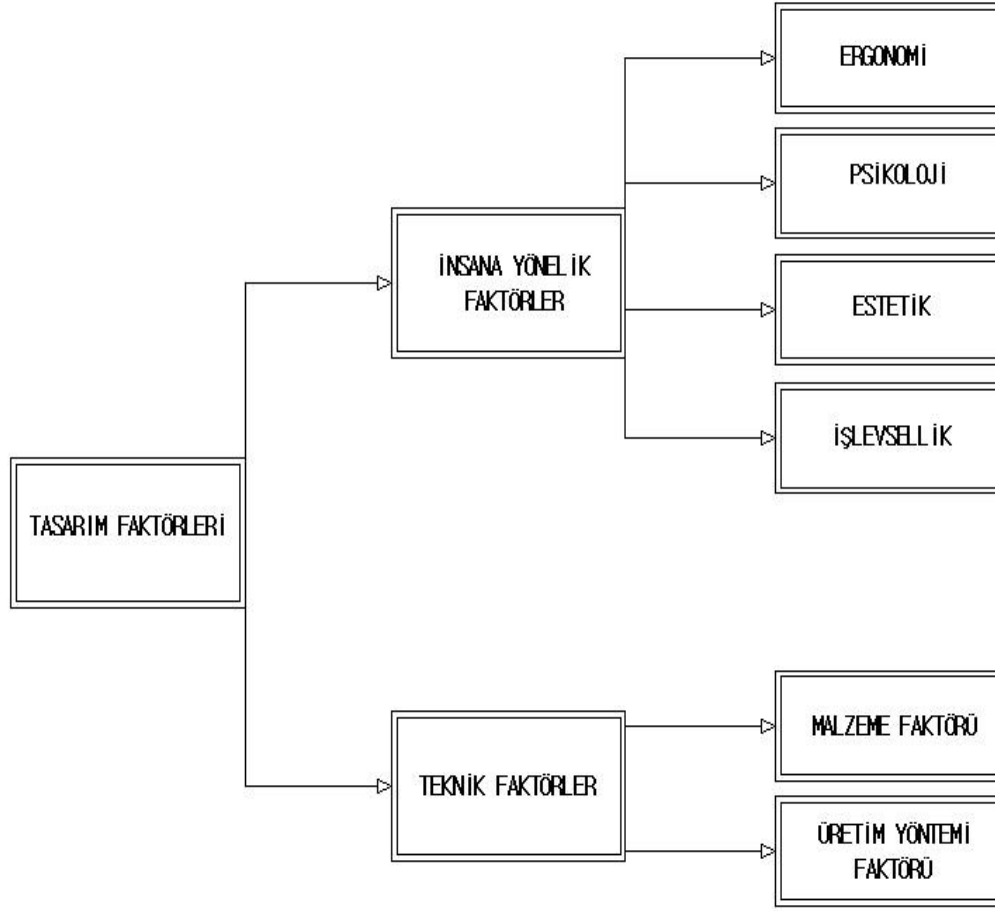 ERGONOMİ
PSİKOLOJİ
İNSANA YÖNELİK
FAKTÖRLER
ESTETİK
İŞLEVSELLİK
TASARIM FAKTÖRLERİ
MALZEME FAKTÖRÜ
TEKNİK FAKTÖRLER
ÜRETİM YÖNTEMİ
FAKTÖRÜ